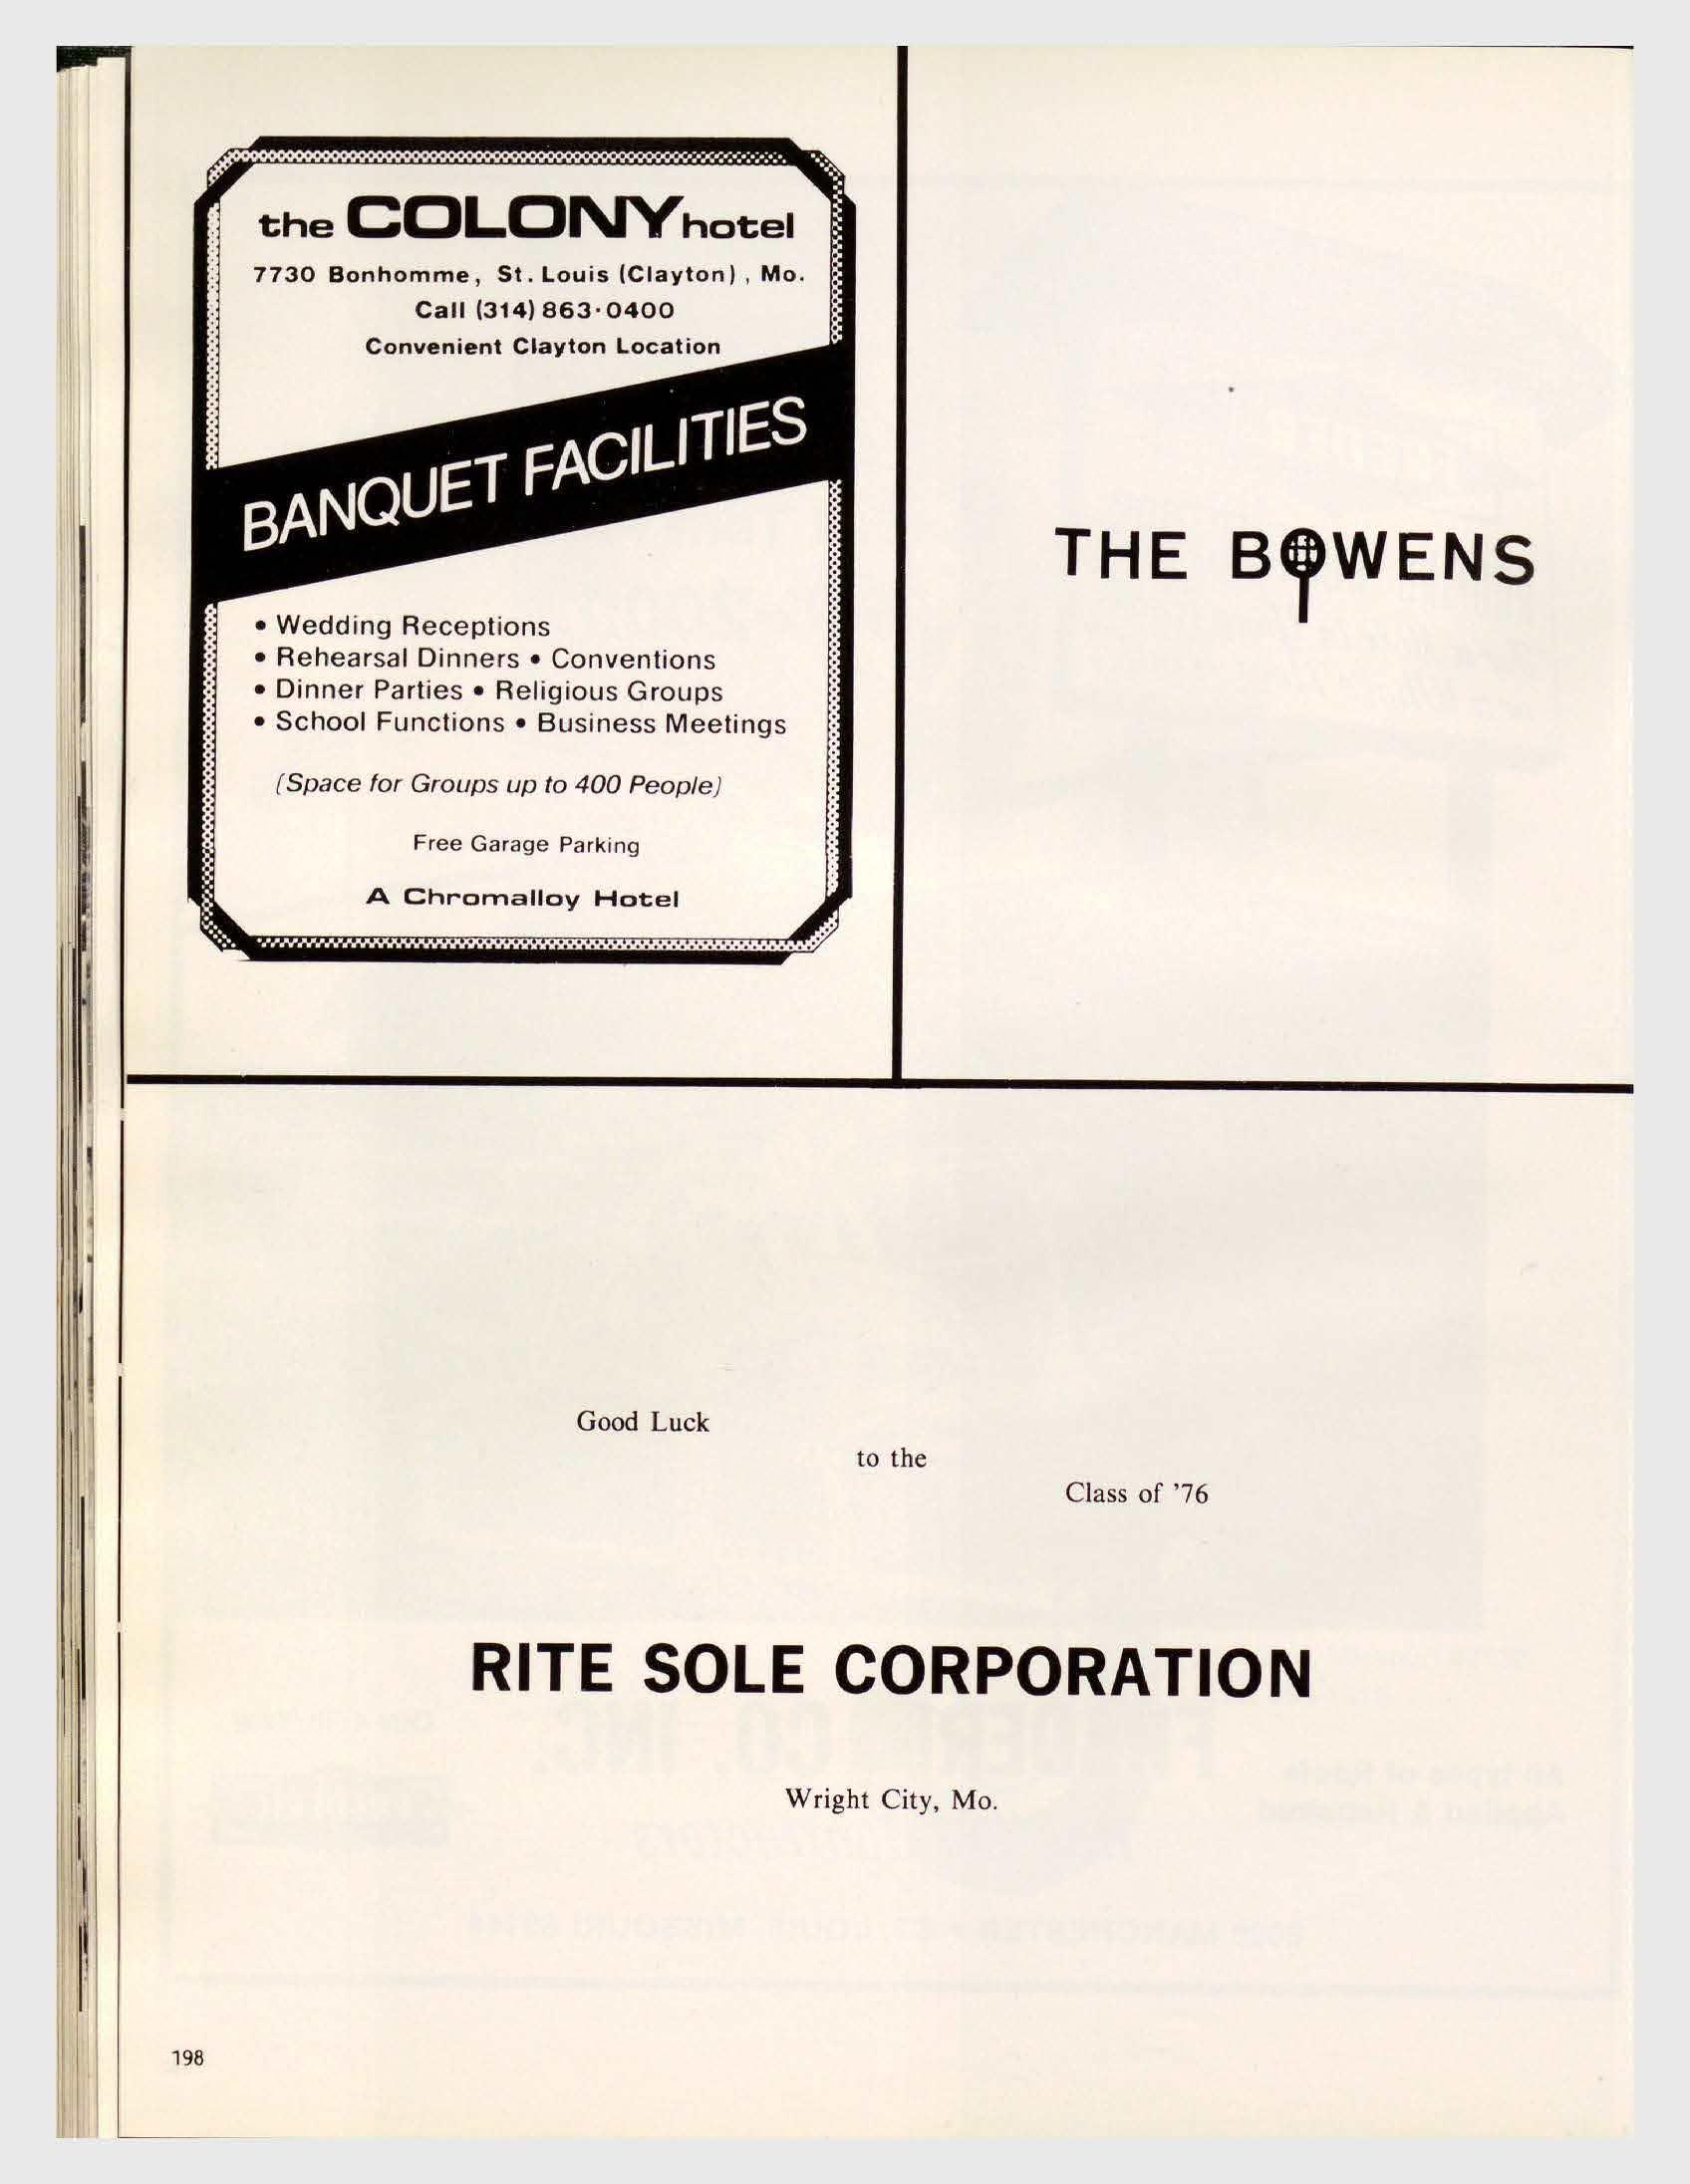 the COLONY hotel
7730 Bonhomme, St. Louis (Clayton), Mo.
Call (314) 863·0400
Convenient Clayton Location
BANQUET FACILITIES
• Wedding Receptions
• Rehearsal Dinners • Conventions
• Dinner Parties • Religious Groups
• School Functions • Business Meetings
(Space for Groups up to 400 People)
Free Garage Parking
A Chromalloy Hotel
THE BOWENS
Good Luck
to the
Class of '76
RITE SOLE CORPORATION
Wright City, Mo.
198